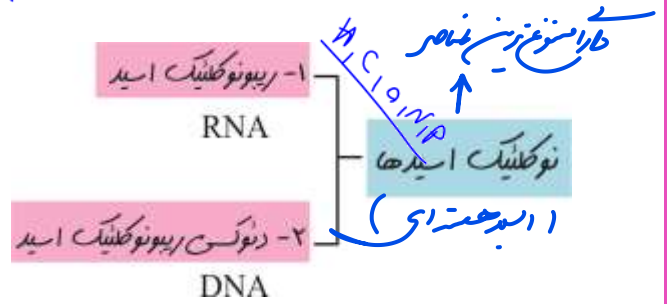 دارای متنوع‌ترین عناصر
H, C, O, N, P
۱- ریبونوکلئیک اسید
RNA
نوکلئیک اسیدها
(اسید هسته‌ای)
۲- دئوکسی ریبونوکلئیک اسید
DNA